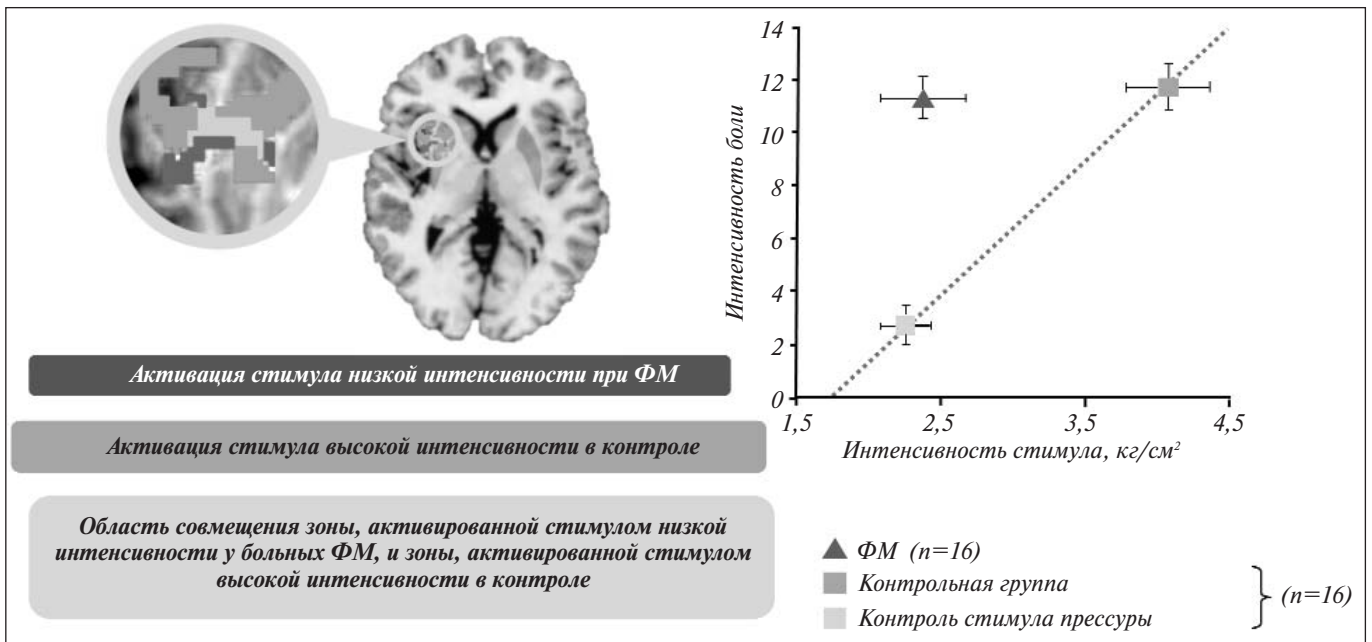 Активация стимула низкой интенсивности при ФМ
Активация стимула высокой интенсивности в контроле
Область совмещения зоны, активированной стимулом низкой
интенсивности у больных ФМ, и зоны, активированной стимулом
высокой интенсивности в контроле
Интенсивность боли
14
12
10
8
6
4
2
0
1,5
2,5
3,5
4,5
Интенсивность стимула, кг/см²
ФМ (n=16)
Контрольная группа
Контроль стимула прессуры
(n=16)